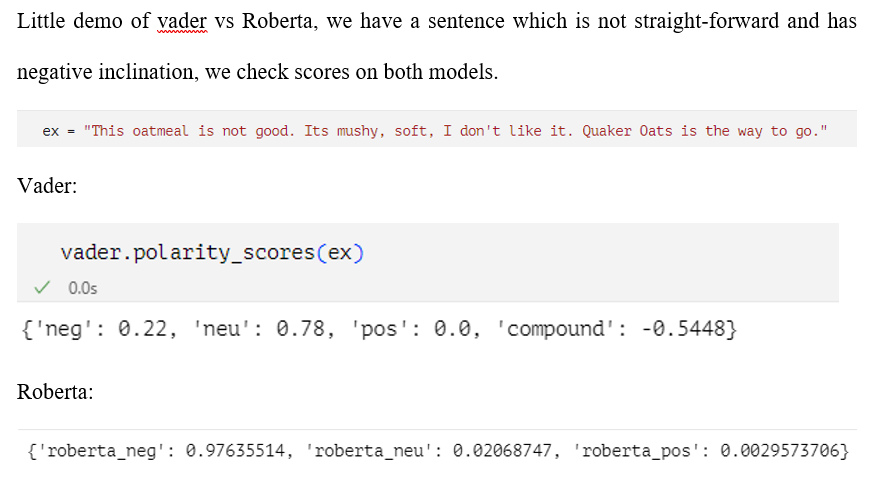 Little demo of vader vs Roberta, we have a sentence which is not straight-forward and has
negative inclination, we check scores on both models.
ex = "This oatmeal is not good. Its mushy, soft, I don't like it. Quaker Oats is the way to go."
Vader:
vader.polarity_scores(ex)
✓ 0.0s
{'neg': 0.22, 'neu': 0.78, 'pos': 0.0, 'compound': -0.5448}
Roberta:
{'roberta_neg': 0.97635514, 'roberta_neu': 0.02068747, 'roberta_pos': 0.0029573706}